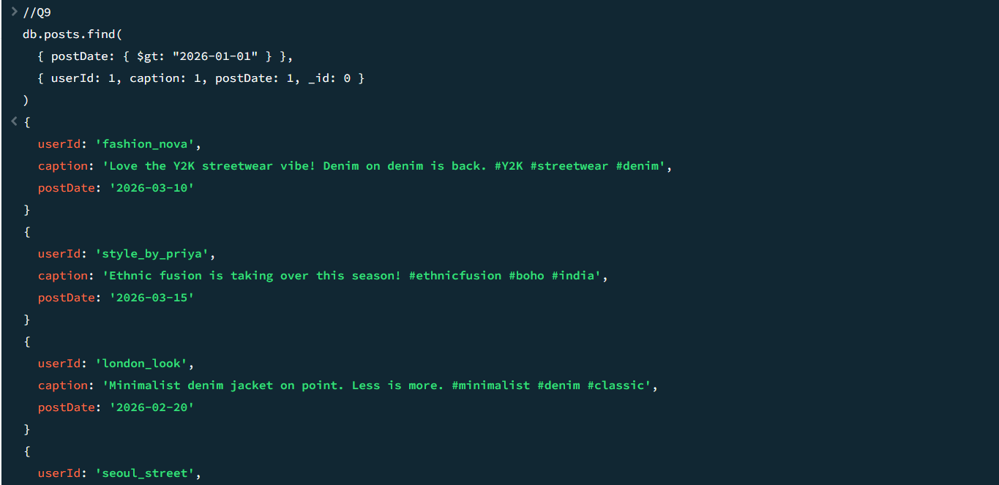 > //Q9
db.posts.find(
{ postDate: { $gt: "2026-01-01" } },
{ userId: 1, caption: 1, postDate: 1, _id: 0 }
)
< {
userId: 'fashion_nova',
caption: 'Love the Y2K streetwear vibe! Denim on denim is back. #Y2K #streetwear #denim',
postDate: '2026-03-10'
}
{
userId: 'style_by_priya',
caption: 'Ethnic fusion is taking over this season! #ethnicfusion #boho #india',
postDate: '2026-03-15'
}
{
userId: 'london_look',
caption: 'Minimalist denim jacket on point. Less is more. #minimalist #denim #classic',
postDate: '2026-02-20'
}
{
userId: 'seoul_street',